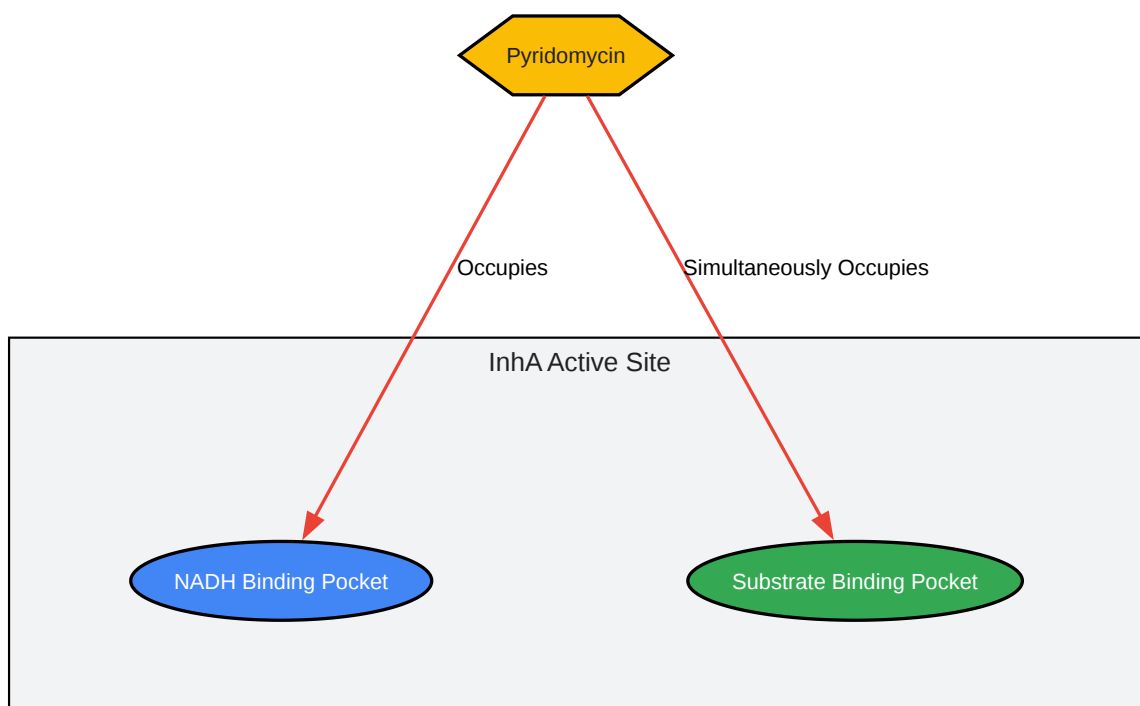 Pyridomycin
Occupies
Simultaneously Occupies
InhA Active Site
NADH Binding Pocket
Substrate Binding Pocket